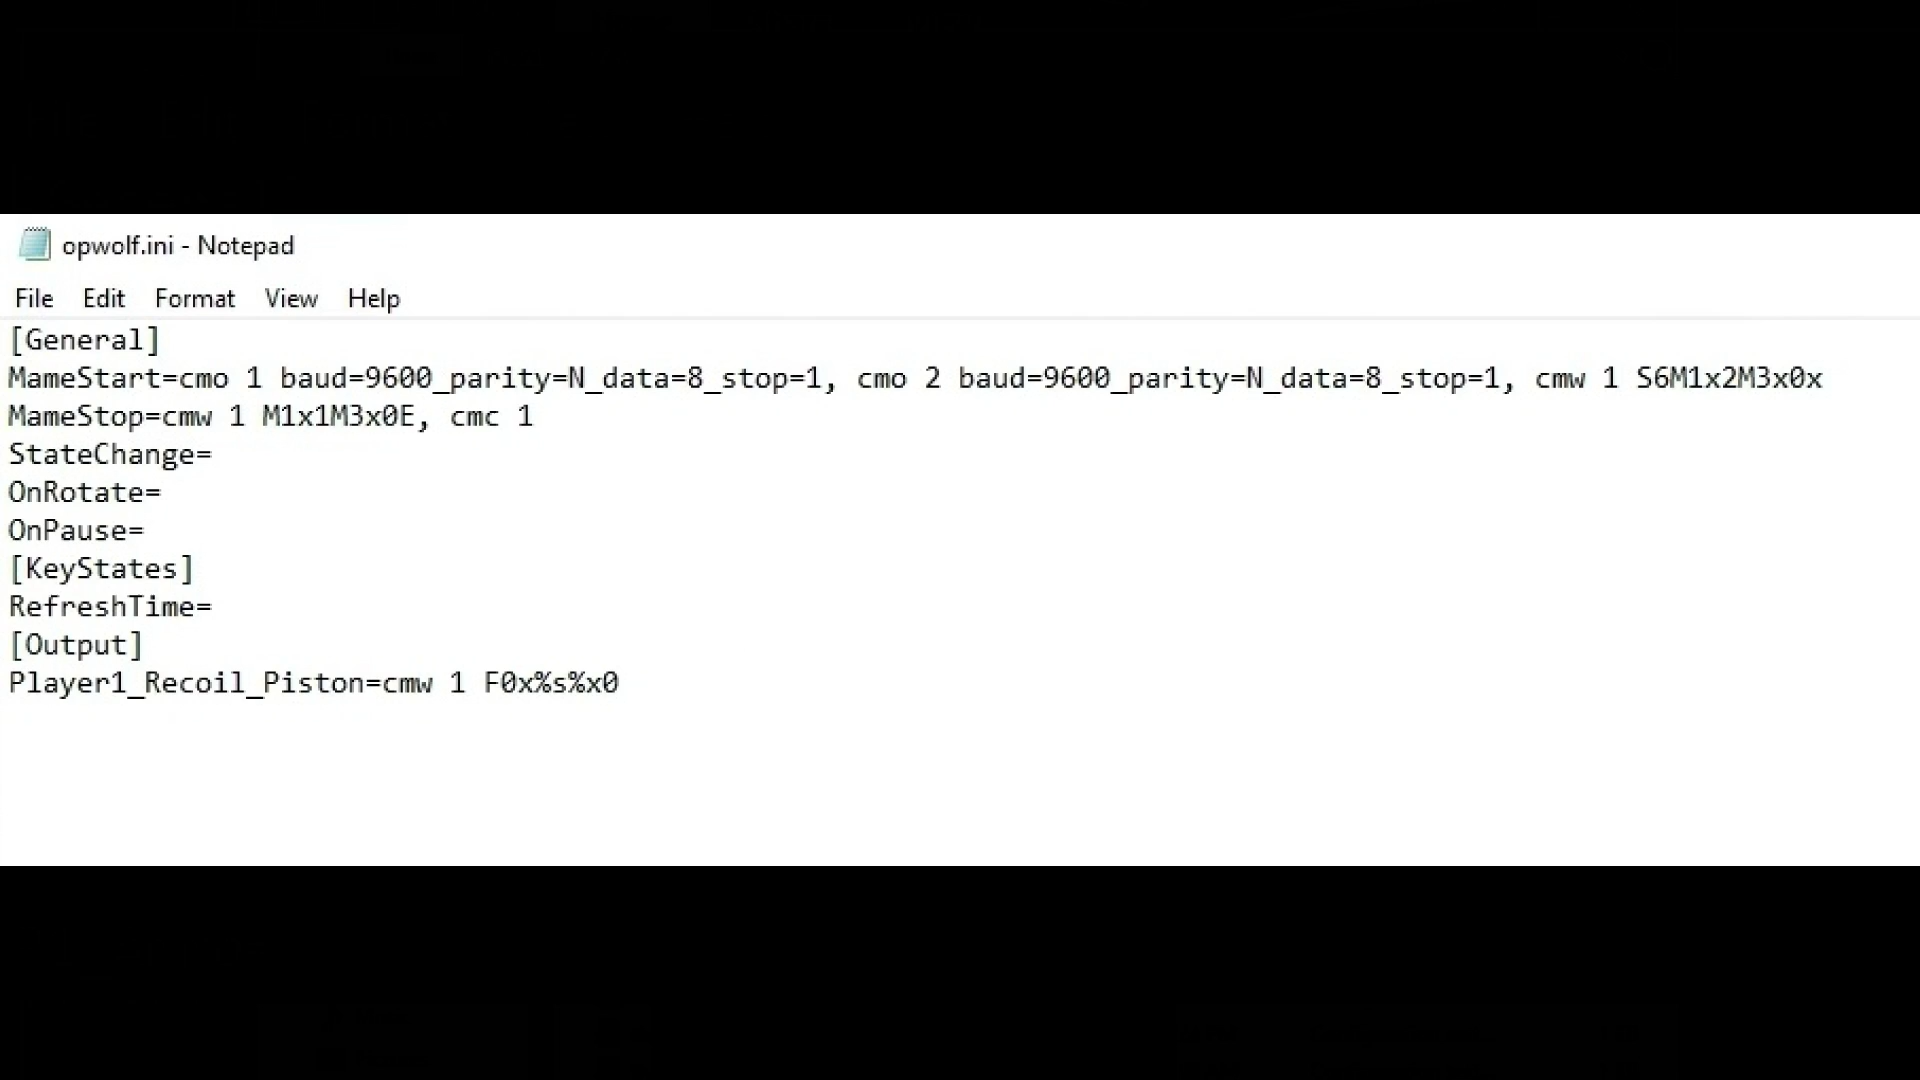 opwolf.ini - Notepad
File Edit Format View Help
[General]
MameStart=cmo 1 baud=9600_parity=N_data=8_stop=1, cmo 2 baud=9600_parity=N_data=8_stop=1, cmw 1 S6M1x2M3x0x
MameStop=cmw 1 M1x1M3x0E, cmc 1
StateChange=
OnRotate=
OnPause=
[KeyStates]
RefreshTime=
[Output]
Player1_Recoil_Piston=cmw 1 F0x%s%x0